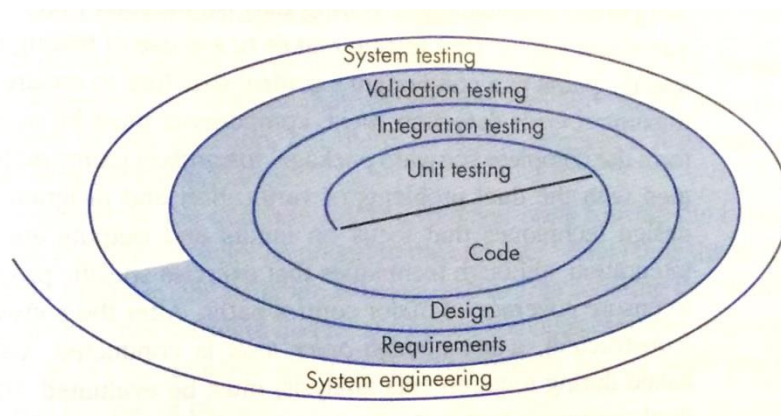 System testing
Validation testing
Integration testing
Unit testing
Code
Design
Requirements
System engineering